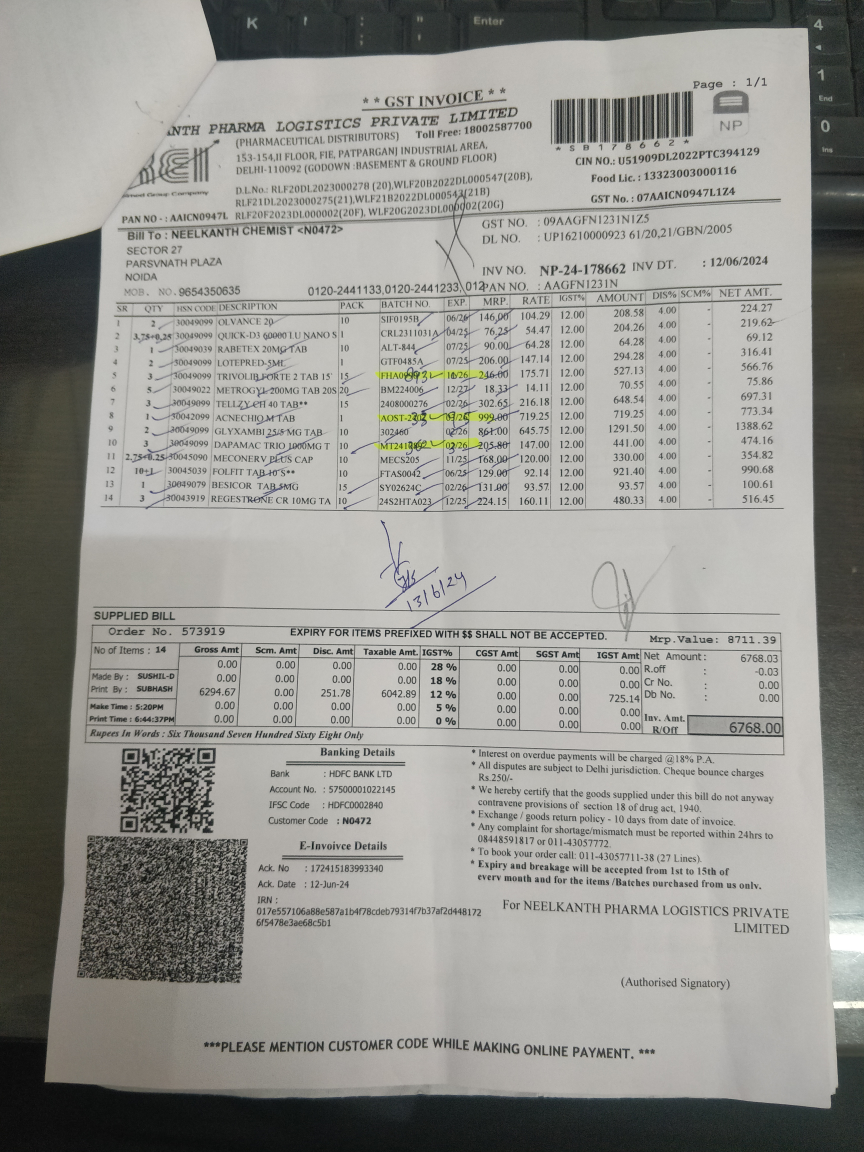 K
Enter
4
1
End
0
Ins
Page : 1/1
* * GST INVOICE * *
ANTH PHARMA LOGISTICS PRIVATE LIMITED
(PHARMACEUTICAL DISTRIBUTORS) Toll Free: 18002587700
153-154,II FLOOR, FIE, PATPARGANJ INDUSTRIAL AREA,
DELHI-110092 (GODOWN :BASEMENT & GROUND FLOOR)
D.L.No.: RLF20DL2023000278 (20),WLF20B2022DL000547(20B),
RLF21DL2023000275(21),WLF21B2022DL000543(21B)
PAN NO - : AAICN0947L RLF20F2023DL000002(20F), WLF20G2023DL000002(20G)
NP
* S B 1 7 8 6 6 2 *
CIN NO.: U51909DL2022PTC394129
Food Lic. : 13323003000116
GST No. : 07AAICN0947L1Z4
Bill To : NEELKANTH CHEMIST <N0472>
SECTOR 27
PARSVNATH PLAZA
NOIDA
MOB. NO.9654350635 0120-2441133,0120-2441233, 012
GST NO. : 09AAGFN1231N1Z5
DL NO. : UP16210000923 61/20,21/GBN/2005
INV NO. NP-24-178662 INV DT. : 12/06/2024
PAN NO. : AAGFN1231N
SR QTY HSN CODE DESCRIPTION PACK BATCH NO. EXP. MRP. RATE IGST% AMOUNT DIS% SCM% NET AMT.
1 2 30049099 OLVANCE 20 10 SIF0195B 06/26 146.00 104.29 12.00 208.58 4.00 - 224.27
2 3.75+0.25 30049099 QUICK-D3 60000 I.U NANO S 1 CRL2311031A 04/25 76.25 54.47 12.00 204.26 4.00 - 219.62
3 1 30049039 RABETEX 20MG TAB 10 ALT-844 07/25 90.00 64.28 12.00 64.28 4.00 - 69.12
4 2 30049099 LOTEPRED-5ML 1 GTF0485A 07/25 206.00 147.14 12.00 294.28 4.00 - 316.41
5 3 30049099 TRIVOLIB FORTE 2 TAB 15' 15 246.00 175.71 12.00 527.13 4.00 - 566.76
6 5 30049022 METROGYL 200MG TAB 20S 20 BM224006 12/27 18.33 14.11 12.00 70.55 4.00 - 75.86
7 3 30049099 TELLZY CH 40 TAB** 15 2408000276 02/26 302.65 216.18 12.00 648.54 4.00 - 697.31
8 1 30042099 ACNECHIO M TAB 1 999.00 719.25 12.00 719.25 4.00 - 773.34
9 2 30049099 GLYXAMBI 25/5 MG TAB 10 302460 02/26 861.00 645.75 12.00 1291.50 4.00 - 1388.62
10 3 30049099 DAPAMAC TRIO 1000MG T 10 02/26 205.80 147.00 12.00 441.00 4.00 - 474.16
11 2.75+0.25 30045090 MECONERV PLUS CAP 10 MECS205 11/25 168.00 120.00 12.00 330.00 4.00 - 354.82
12 10+1 30045039 FOLFIT TAB 10'S** 10 FTAS0042 06/25 129.00 92.14 12.00 921.40 4.00 - 990.68
13 1 30049079 BESICOR TAB 5MG 15 SY02624C 02/26 131.00 93.57 12.00 93.57 4.00 - 100.61
14 3 30043919 REGESTRONE CR 10MG TA 10 24S2HTA023 12/25 224.15 160.11 12.00 480.33 4.00 - 516.45
13/6/24
SUPPLIED BILL
Order No. 573919 EXPIRY FOR ITEMS PREFIXED WITH $$ SHALL NOT BE ACCEPTED. Mrp.Value: 8711.39
No of Items : 14 Gross Amt Scm. Amt Disc. Amt Taxable Amt. IGST% CGST Amt SGST Amt IGST Amt Net Amount : 6768.03
0.00 0.00 0.00 0.00 28 % 0.00 0.00 0.00 R.off -0.03
Made By : SUSHIL-D 0.00 0.00 0.00 0.00 18 % 0.00 0.00 0.00 Cr No. : 0.00
Print By : SUBHASH 6294.67 0.00 251.78 6042.89 12 % 0.00 0.00 725.14 Db No. : 0.00
Make Time : 5:20PM 0.00 0.00 0.00 0.00 5 % 0.00 0.00 0.00
Print Time : 6:44:37PM 0.00 0.00 0.00 0.00 0 % 0.00 0.00 0.00 Inv. Amt. R/Off 6768.00
Rupees In Words : Six Thousand Seven Hundred Sixty Eight Only
Banking Details
Bank : HDFC BANK LTD
Account No. : 57500001022145
IFSC Code : HDFC0002840
Customer Code : N0472
E-Invoivce Details
Ack. No : 172415183993340
Ack. Date : 12-Jun-24
IRN :
017e557106a88e587a1b4f78cdeb79314f7b37af2d448172
6f5478e3ae68c5b1
* Interest on overdue payments will be charged @18% P.A.
* All disputes are subject to Delhi jurisdiction. Cheque bounce charges
Rs.250/-
* We hereby certify that the goods supplied under this bill do not anyway
contravene provisions of section 18 of drug act, 1940.
* Exchange / goods return policy - 10 days from date of invoice.
* Any complaint for shortage/mismatch must be reported within 24hrs to
08448591817 or 011-43057772.
* To book your order call: 011-43057711-38 (27 Lines).
* Expiry and breakage will be accepted from 1st to 15th of
every month and for the items /Batches purchased from us only.
For NEELKANTH PHARMA LOGISTICS PRIVATE
LIMITED
(Authorised Signatory)
***PLEASE MENTION CUSTOMER CODE WHILE MAKING ONLINE PAYMENT. ***